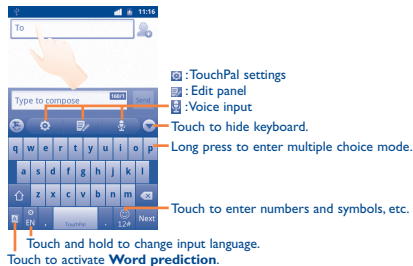 11:16
To
: TouchPal settings
: Edit panel
: Voice input
Type to compose 160/1 Send
Touch to hide keyboard.
q w e r t y u i o p
Long press to enter multiple choice mode.
a s d f g h j k l
z x c v b n m
Touch to enter numbers and symbols, etc.
EN , TouchPal . 12# Next
Touch and hold to change input language.
Touch to activate Word prediction.